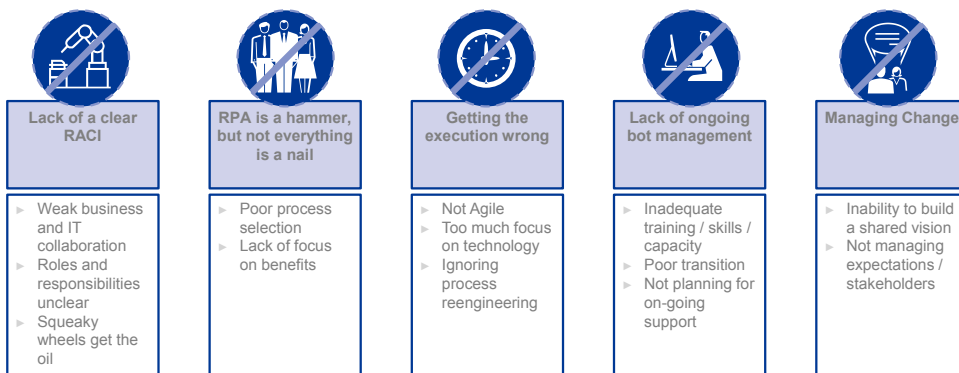 Lack of a clear
RACI
► Weak business
and IT
collaboration
► Roles and
responsibilities
unclear
► Squeaky
wheels get the
oil
RPA is a hammer,
but not everything
is a nail
► Poor process
selection
► Lack of focus
on benefits
Getting the
execution wrong
► Not Agile
► Too much focus
on technology
► Ignoring
process
reengineering
Lack of ongoing
bot management
► Inadequate
training / skills /
capacity
► Poor transition
► Not planning for
on-going
support
Managing Change
► Inability to build
a shared vision
► Not managing
expectations /
stakeholders